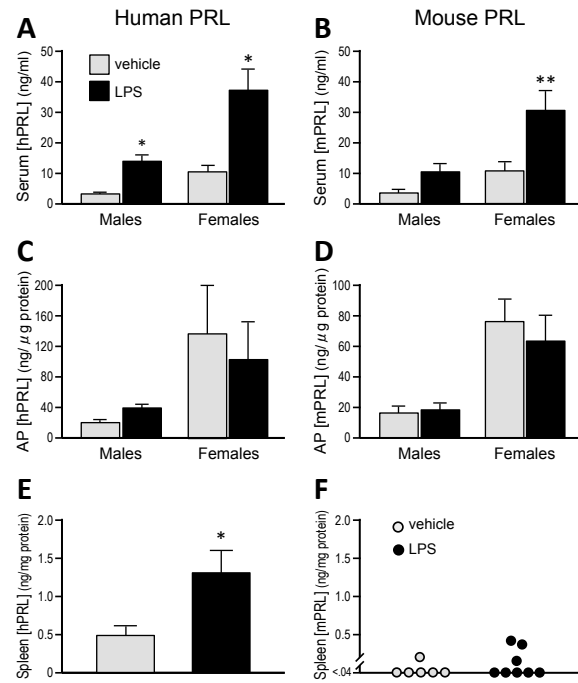 Human PRL
Mouse PRL
A
Serum [hPRL] (ng/ml)
50
40
30
20
10
0
vehicle
LPS
*
*
Males
Females
B
Serum [mPRL] (ng/ml)
50
40
30
20
10
0
**
Males
Females
C
AP [hPRL] (ng/ μg protein)
200
160
120
80
40
0
Males
Females
D
AP [mPRL] (ng/ μg protein)
100
80
60
40
20
0
Males
Females
E
Spleen [hPRL] (ng/mg protein)
2.0
1.5
1.0
0.5
0
*
F
Spleen [mPRL] (ng/mg protein)
2.0
1.5
1.0
0.5
<.04
vehicle
LPS